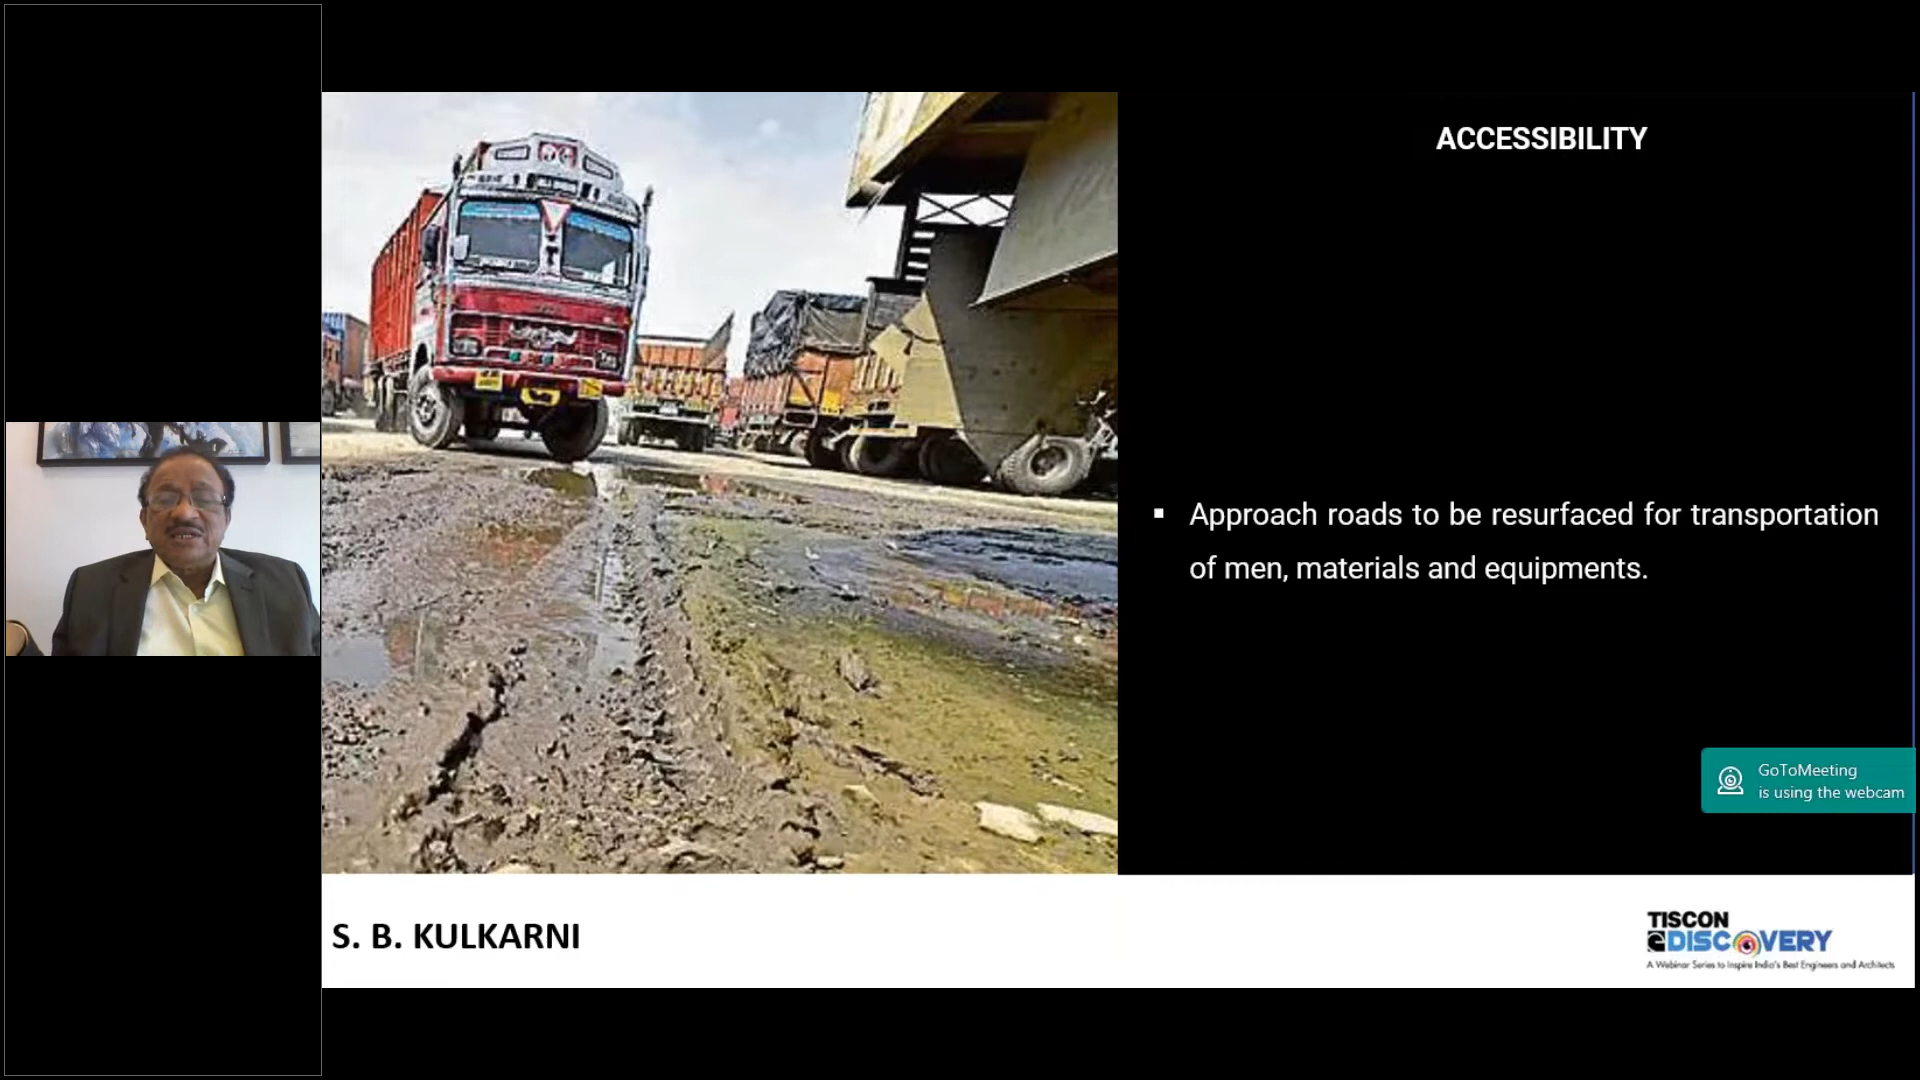 ACCESSIBILITY
▪ Approach roads to be resurfaced for transportation
of men, materials and equipments.
GoToMeeting
is using the webcam
S. B. KULKARNI
TISCON
eDISCOVERY
A Webinar Series to Inspire India's Best Engineers and Architects